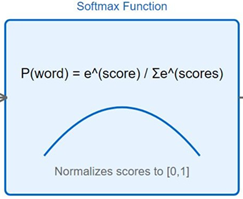 Softmax Function
P(word) = e^(score) / Σe^(scores)
Normalizes scores to [0,1]